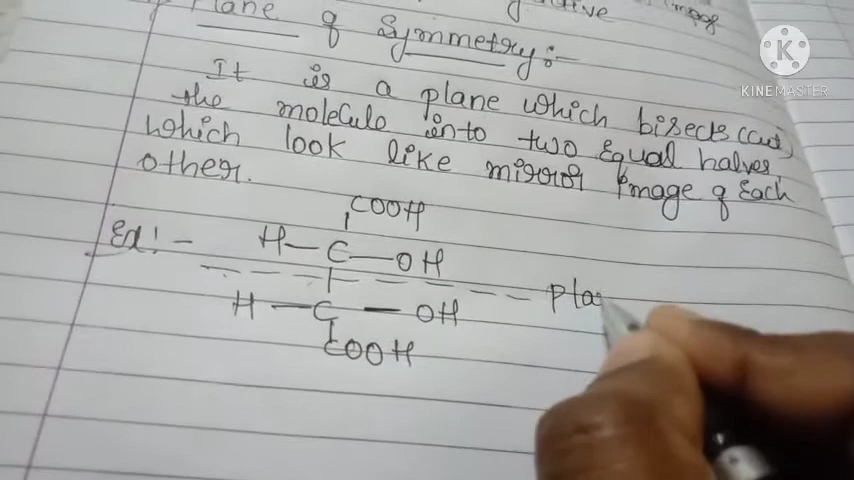 Plane of Symmetry:-
It is a plane which bisects (cut)
the molecule into two Equal halves,
which look like mirror image of Each
other.
Ex! -
COOH
H-C-OH
H-C-OH
COOH
Pla
KINEMASTER